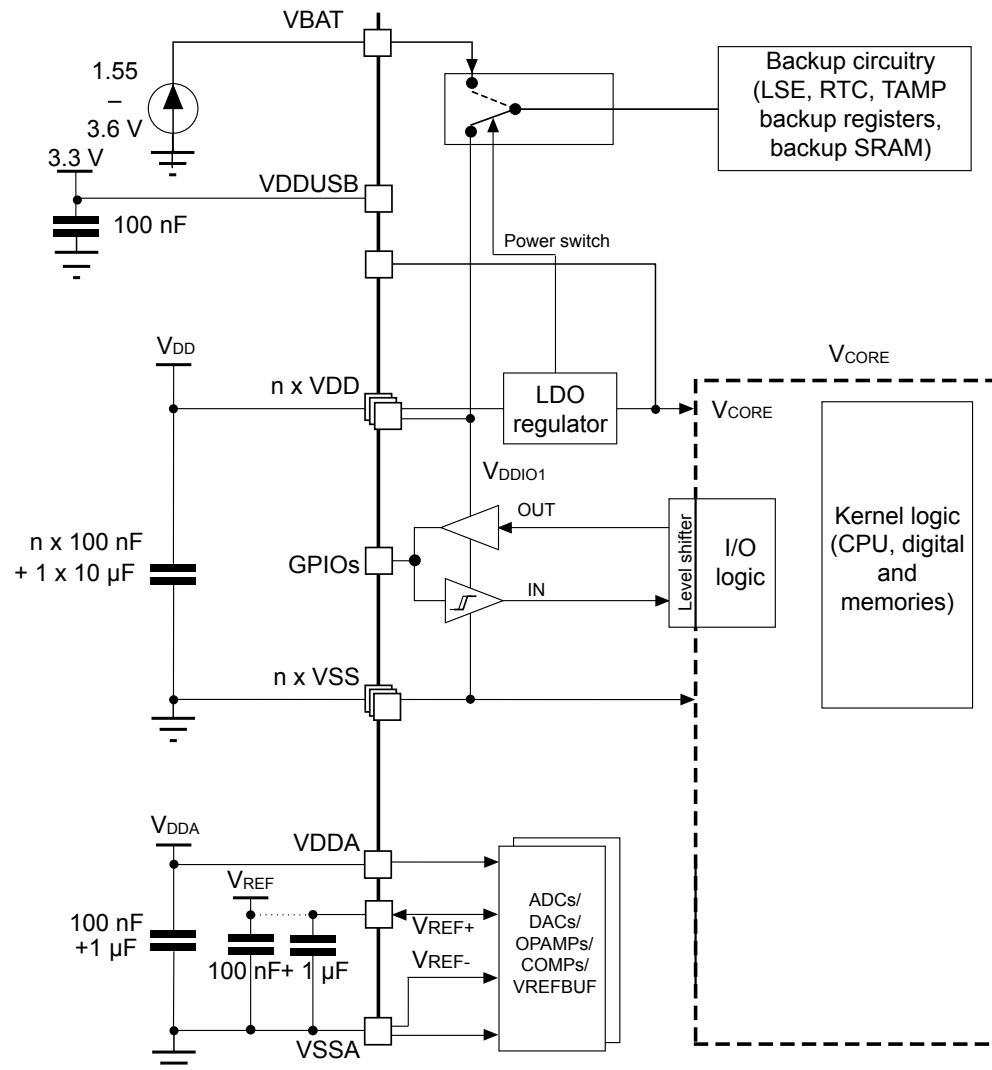 VBAT
1.55
–
3.6 V
Backup circuitry
(LSE, RTC, TAMP
backup registers,
backup SRAM)
3.3 V
VDDUSB
100 nF
Power switch
VDD
n x VDD
LDO
regulator
VCORE
VCORE
VDDIO1
OUT
n x 100 nF
+ 1 x 10 µF
GPIOs
IN
Level shifter
I/O
logic
Kernel logic
(CPU, digital
and
memories)
n x VSS
VDDA
VDDA
VREF
100 nF
+1 µF
100 nF+ 1 µF
VREF+
VREF-
ADCs/
DACs/
OPAMPs/
COMPs/
VREFBUF
VSSA